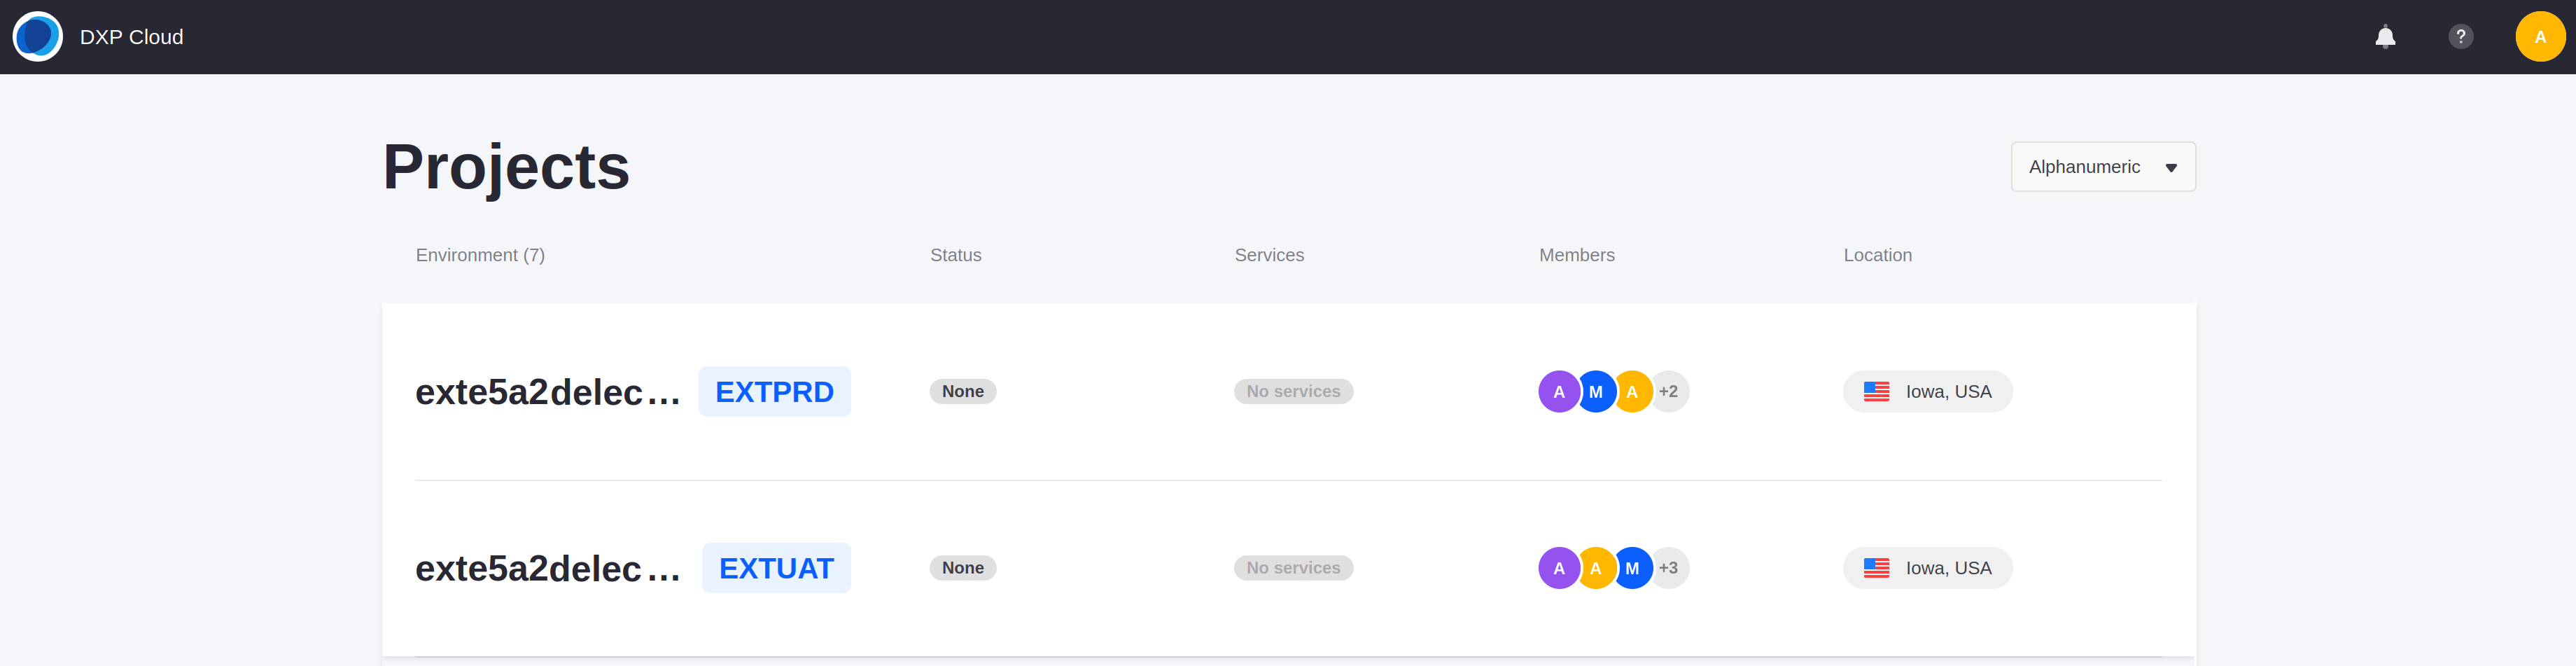 DXP Cloud ? A
Projects Alphanumeric
Environment (7) Status Services Members Location
exte5a2delec... EXTPRD None No services A M A +2 Iowa, USA
exte5a2delec... EXTUAT None No services A A M +3 Iowa, USA